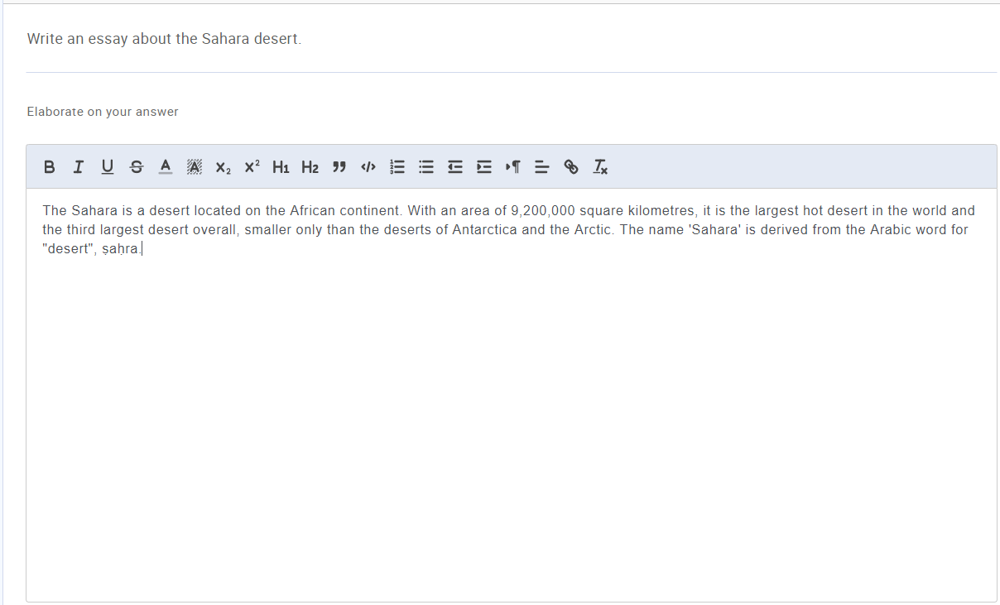 Write an essay about the Sahara desert.
Elaborate on your answer
B I U S A A x₂ x² H1 H2 " </> ¶ Tx
The Sahara is a desert located on the African continent. With an area of 9,200,000 square kilometres, it is the largest hot desert in the world and
the third largest desert overall, smaller only than the deserts of Antarctica and the Arctic. The name 'Sahara' is derived from the Arabic word for
"desert", ṣaḥra.